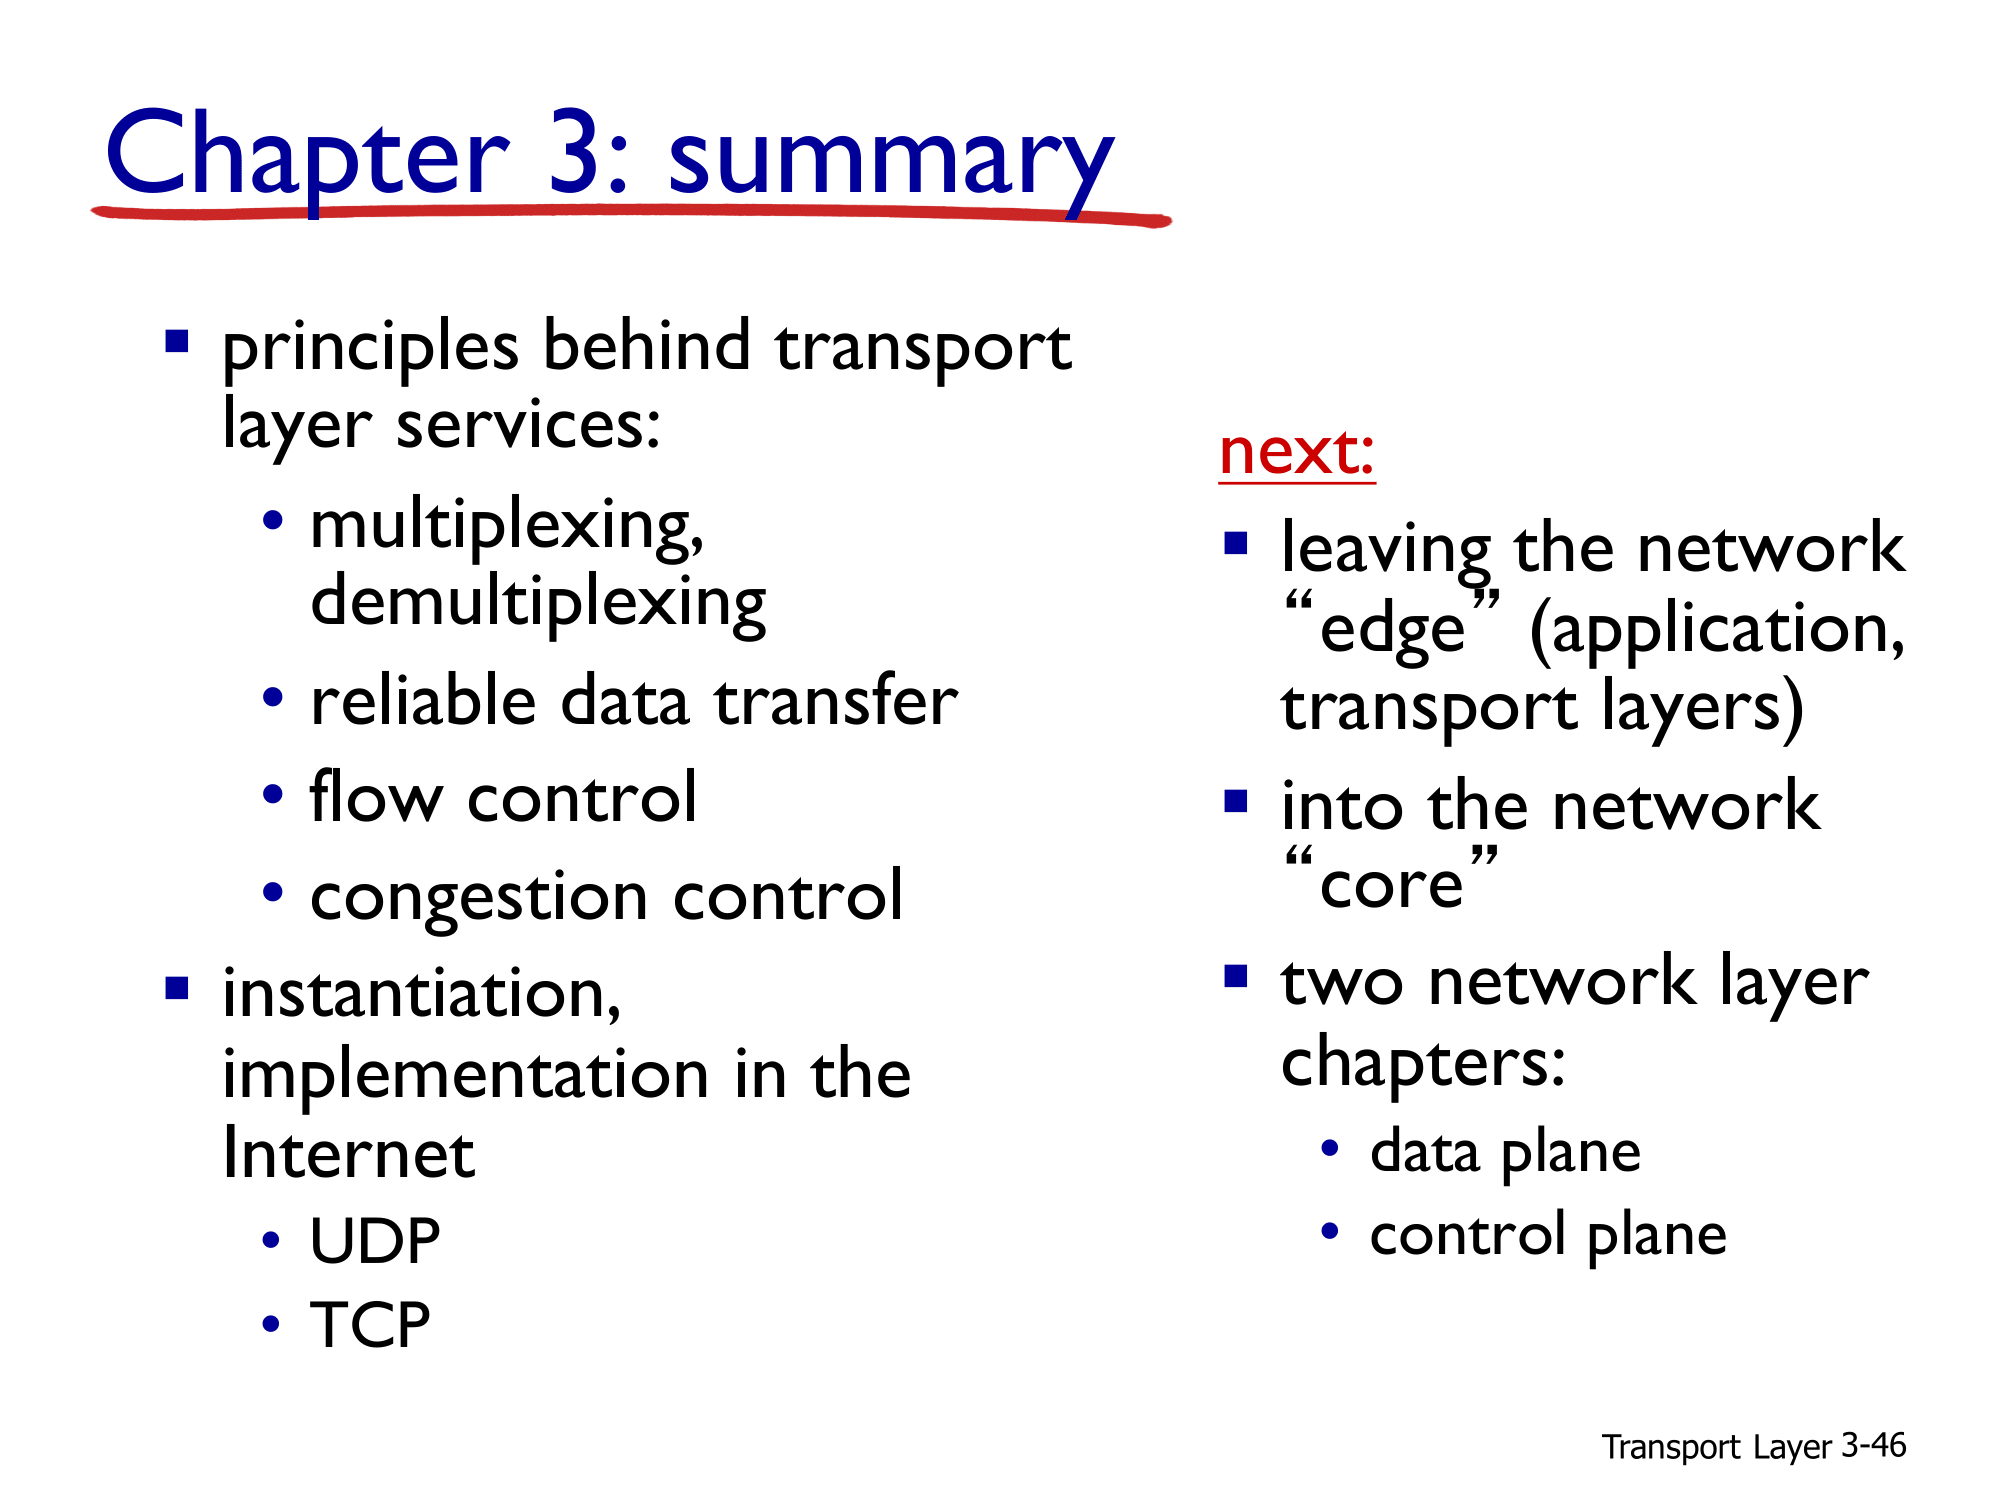 Chapter 3: summary
▪ principles behind transport
layer services:
• multiplexing,
demultiplexing
• reliable data transfer
• flow control
• congestion control
▪ instantiation,
implementation in the
Internet
• UDP
• TCP
next:
▪ leaving the network
“edge” (application,
transport layers)
▪ into the network
“core”
▪ two network layer
chapters:
• data plane
• control plane
Transport Layer 3-46